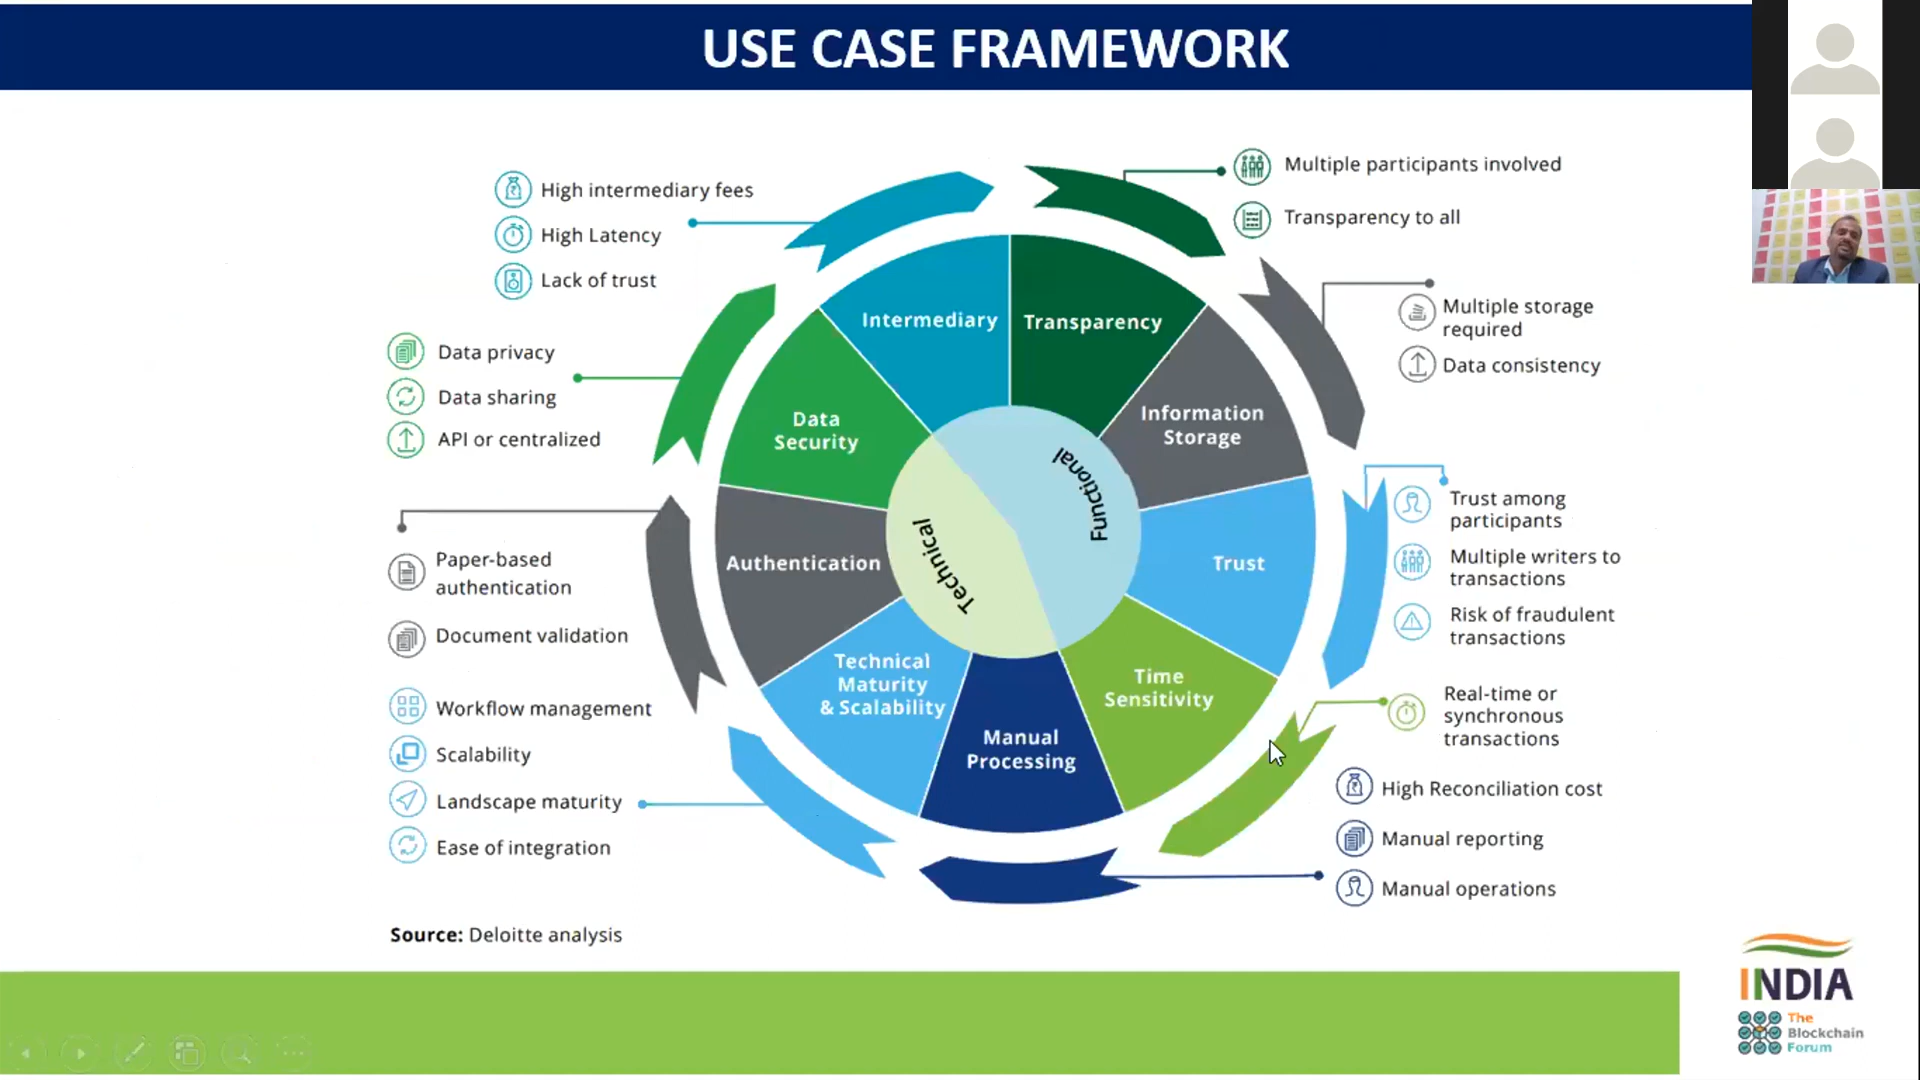 USE CASE FRAMEWORK
High intermediary fees
High Latency
Lack of trust
Data privacy
Data sharing
API or centralized
Paper-based
authentication
Document validation
Workflow management
Scalability
Landscape maturity
Ease of integration
Intermediary
Transparency
Data
Security
Information
Storage
Authentication
Trust
Technical
Maturity
& Scalability
Manual
Processing
Time
Sensitivity
Technical
Functional
Multiple participants involved
Transparency to all
Multiple storage
required
Data consistency
Trust among
participants
Multiple writers to
transactions
Risk of fraudulent
transactions
Real-time or
synchronous
transactions
High Reconciliation cost
Manual reporting
Manual operations
Source: Deloitte analysis
INDIA
The
Blockchain
Forum